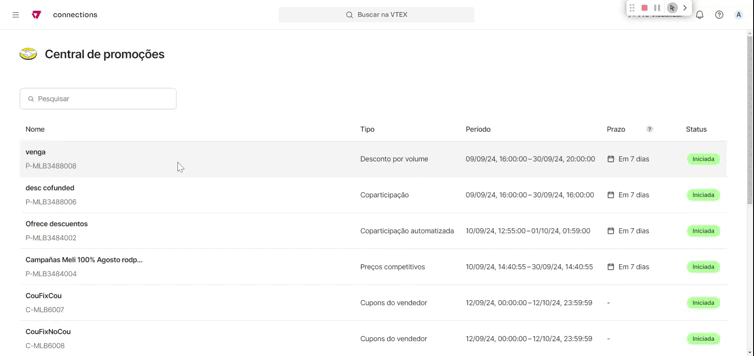 connections
Buscar na VTEX
A
Central de promoções
Pesquisar
Nome Tipo Período Prazo ? Status
venga
P-MLB3488008
Desconto por volume 09/09/24, 16:00:00 – 30/09/24, 20:00:00 Em 7 dias Iniciada
desc cofunded
P-MLB3488006
Coparticipação 09/09/24, 16:00:00 – 30/09/24, 16:00:00 Em 7 dias Iniciada
Ofrece descuentos
P-MLB3484002
Coparticipação automatizada 10/09/24, 12:55:00 – 01/10/24, 01:59:00 Em 7 dias Iniciada
Campañas Meli 100% Agosto rodp...
P-MLB3484004
Preços competitivos 10/09/24, 14:40:55 – 30/09/24, 14:40:55 Em 7 dias Iniciada
CouFixCou
C-MLB6007
Cupons do vendedor 12/09/24, 00:00:00 – 12/10/24, 23:59:59 - Iniciada
CouFixNoCou
C-MLB6008
Cupons do vendedor 12/09/24, 00:00:00 – 12/10/24, 23:59:59 - Iniciada